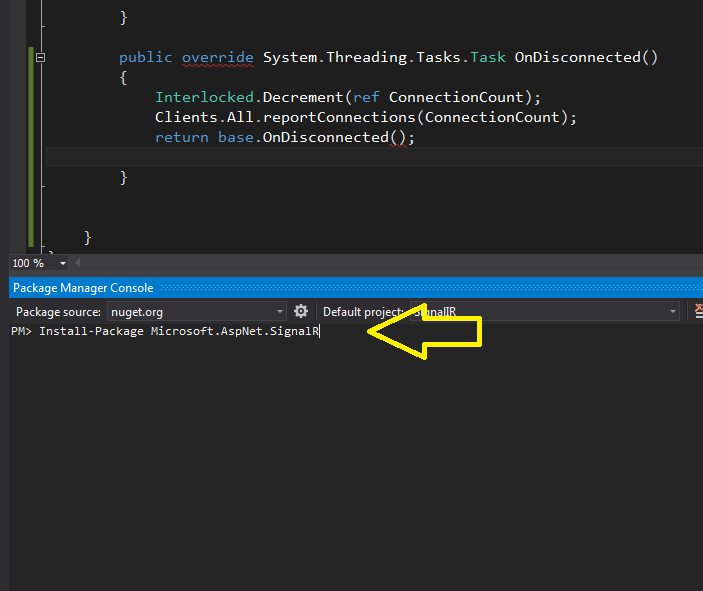 }
public override System.Threading.Tasks.Task OnDisconnected()
{
Interlocked.Decrement(ref ConnectionCount);
Clients.All.reportConnections(ConnectionCount);
return base.OnDisconnected();
}
}
100 %
Package Manager Console
Package source: nuget.org Default project: SignalIR
PM> Install-Package Microsoft.AspNet.SignalR